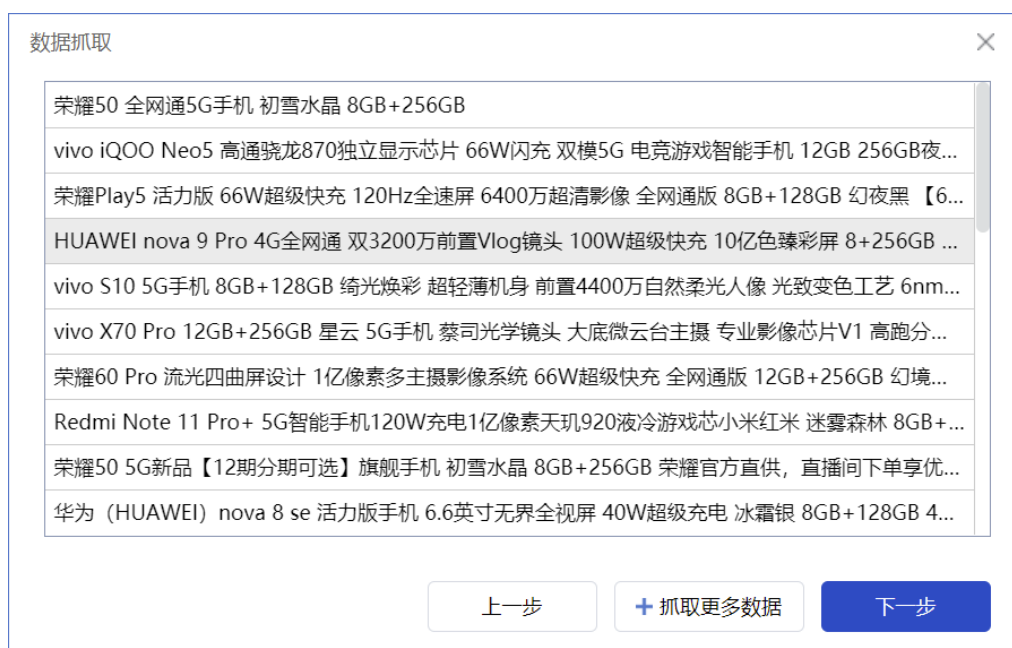 数据抓取
荣耀50 全网通5G手机 初雪水晶 8GB+256GB
vivo iQOO Neo5 高通骁龙870独立显示芯片 66W闪充 双模5G 电竞游戏智能手机 12GB 256GB夜...
荣耀Play5 活力版 66W超级快充 120Hz全速屏 6400万超清影像 全网通版 8GB+128GB 幻夜黑 【6...
HUAWEI nova 9 Pro 4G全网通 双3200万前置Vlog镜头 100W超级快充 10亿色臻彩屏 8+256GB ...
vivo S10 5G手机 8GB+128GB 绮光焕彩 超轻薄机身 前置4400万自然柔光人像 光致变色工艺 6nm...
vivo X70 Pro 12GB+256GB 星云 5G手机 蔡司光学镜头 大底微云台主摄 专业影像芯片V1 高跑分...
荣耀60 Pro 流光四曲屏设计 1亿像素多主摄影像系统 66W超级快充 全网通版 12GB+256GB 幻境...
Redmi Note 11 Pro+ 5G智能手机120W充电1亿像素天玑920液冷游戏芯小米红米 迷雾森林 8GB+...
荣耀50 5G新品【12期分期可选】旗舰手机 初雪水晶 8GB+256GB 荣耀官方直供，直播间下单享优...
华为（HUAWEI）nova 8 se 活力版手机 6.6英寸无界全视屏 40W超级充电 冰霜银 8GB+128GB 4...
上一步
抓取更多数据
下一步